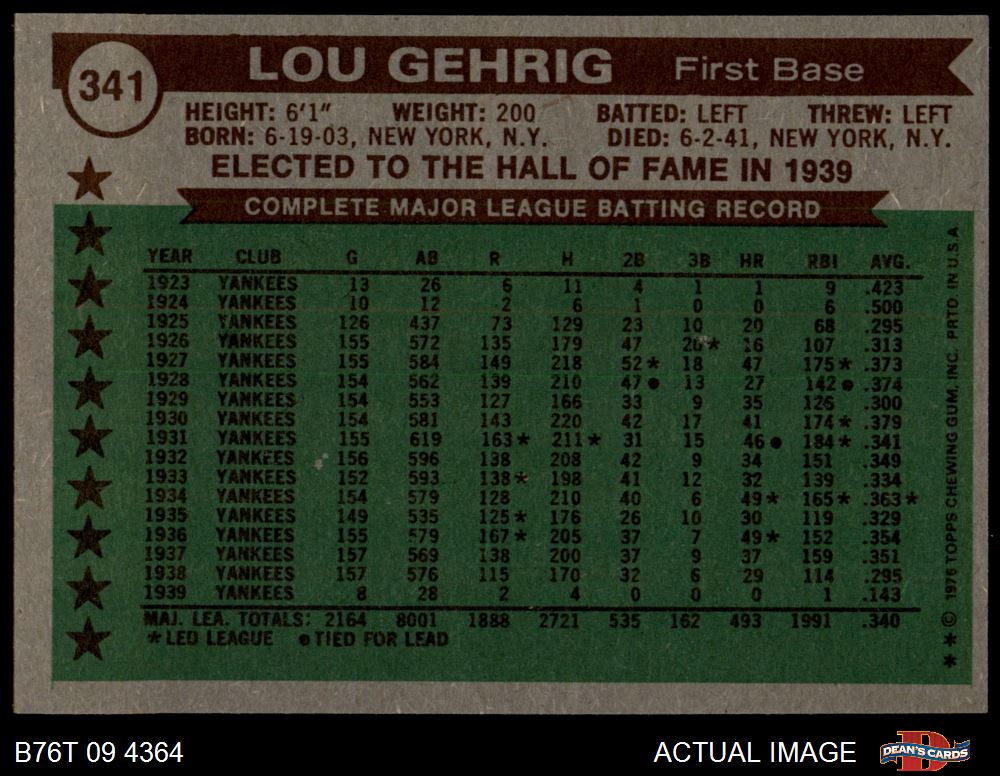 341
LOU GEHRIG First Base
HEIGHT: 6'1" WEIGHT: 200 BATTED: LEFT THREW: LEFT
BORN: 6-19-03, NEW YORK, N.Y. DIED: 6-2-41, NEW YORK, N.Y.
ELECTED TO THE HALL OF FAME IN 1939
COMPLETE MAJOR LEAGUE BATTING RECORD
YEAR CLUB G AB R H 2B 3B HR RBI AVG.
1923 YANKEES 13 26 6 11 4 1 1 9 .423
1924 YANKEES 10 12 2 6 1 0 0 6 .500
1925 YANKEES 126 437 73 129 23 10 20 68 .295
1926 YANKEES 155 572 135 179 47 20* 16 107 .313
1927 YANKEES 155 584 149 218 52* 18 47 175* .373
1928 YANKEES 154 562 139 210 47● 13 27 142● .374
1929 YANKEES 154 553 127 166 33 9 35 126 .300
1930 YANKEES 154 581 143 220 42 17 41 174* .379
1931 YANKEES 155 619 163* 211* 31 15 46● 184* .341
1932 YANKEES 156 596 138 208 42 9 34 151 .349
1933 YANKEES 152 593 138* 198 41 12 32 139 .334
1934 YANKEES 154 579 128 210 40 6 49* 165* .363*
1935 YANKEES 149 535 125* 176 26 10 30 119 .329
1936 YANKEES 155 579 167* 205 37 7 49* 152 .354
1937 YANKEES 157 569 138 200 37 9 37 159 .351
1938 YANKEES 157 576 115 170 32 6 29 114 .295
1939 YANKEES 8 28 2 4 0 0 0 1 .143
MAJ. LEA. TOTALS: 2164 8001 1888 2721 535 162 493 1991 .340
*LED LEAGUE ●TIED FOR LEAD
** © 1976 TOPPS CHEWING GUM, INC. PRTD. IN U.S.A.
B76T 09 4364 ACTUAL IMAGE D DEAN'S CARDS